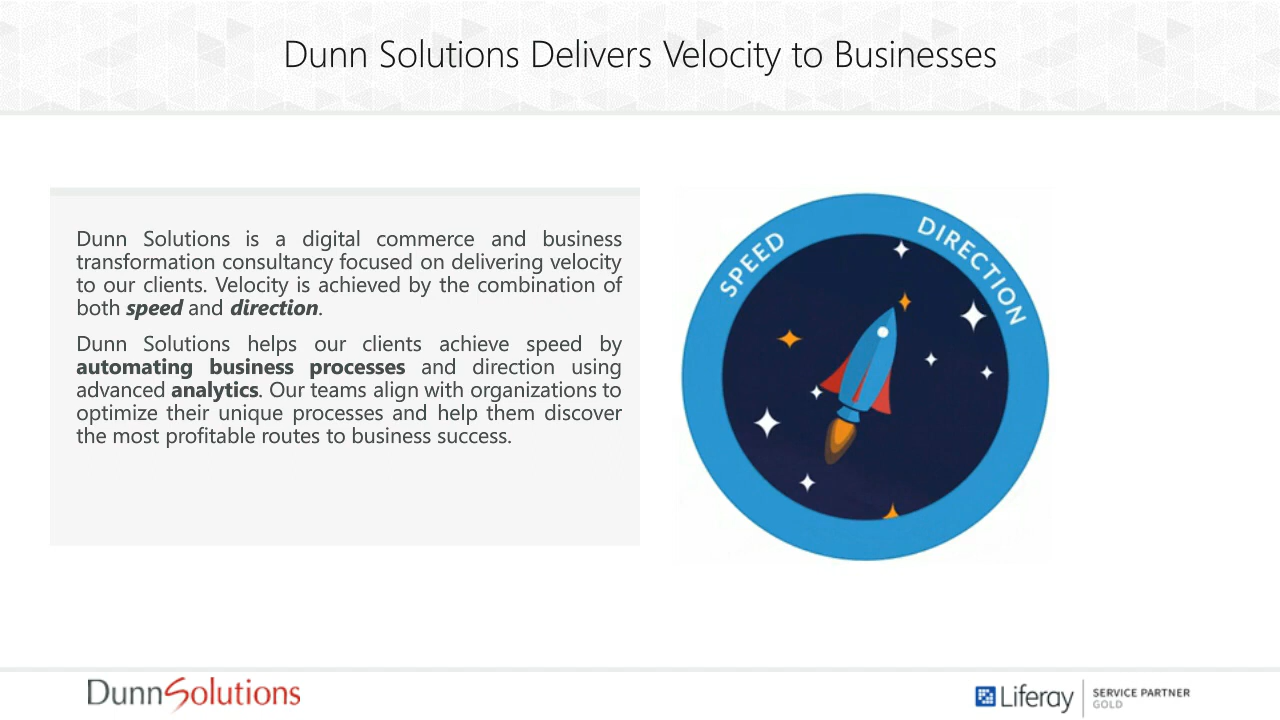 Dunn Solutions Delivers Velocity to Businesses
Dunn Solutions is a digital commerce and business
transformation consultancy focused on delivering velocity
to our clients. Velocity is achieved by the combination of
both speed and direction.
Dunn Solutions helps our clients achieve speed by
automating business processes and direction using
advanced analytics. Our teams align with organizations to
optimize their unique processes and help them discover
the most profitable routes to business success.
SPEED
DIRECTION
DunnSolutions
Liferay
SERVICE PARTNER
GOLD